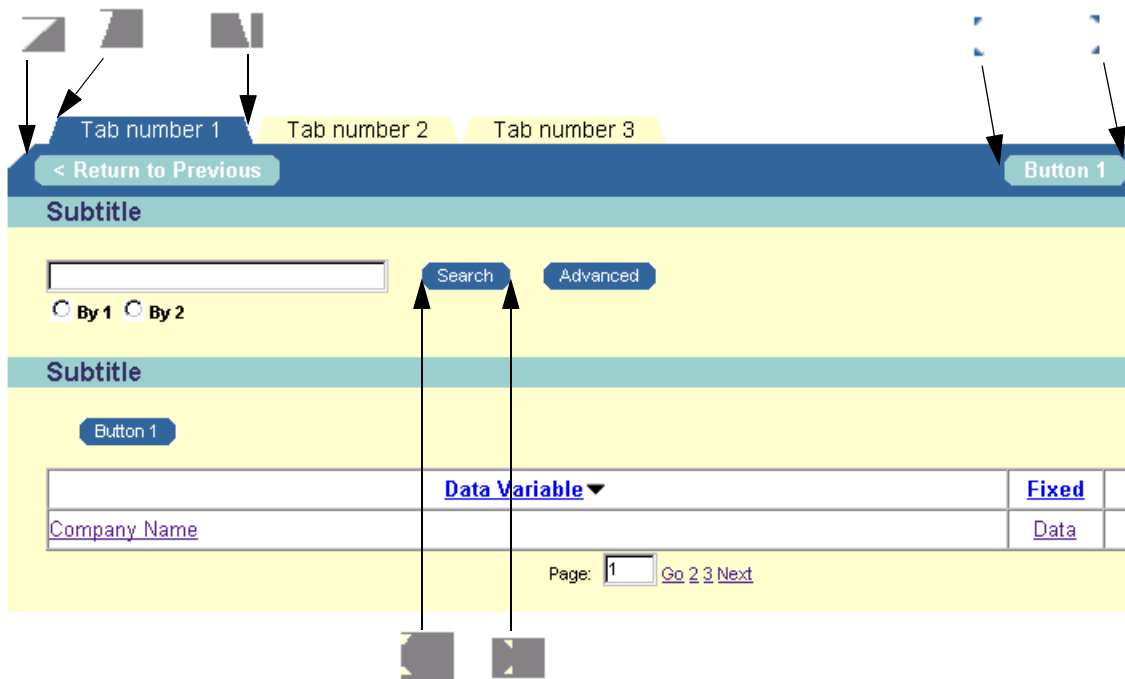 Tab number 1 Tab number 2 Tab number 3
< Return to Previous Button 1
Subtitle
Search Advanced
By 1 By 2
Subtitle
Button 1
Data Variable Fixed
Company Name Data
Page: 1 Go 2 3 Next